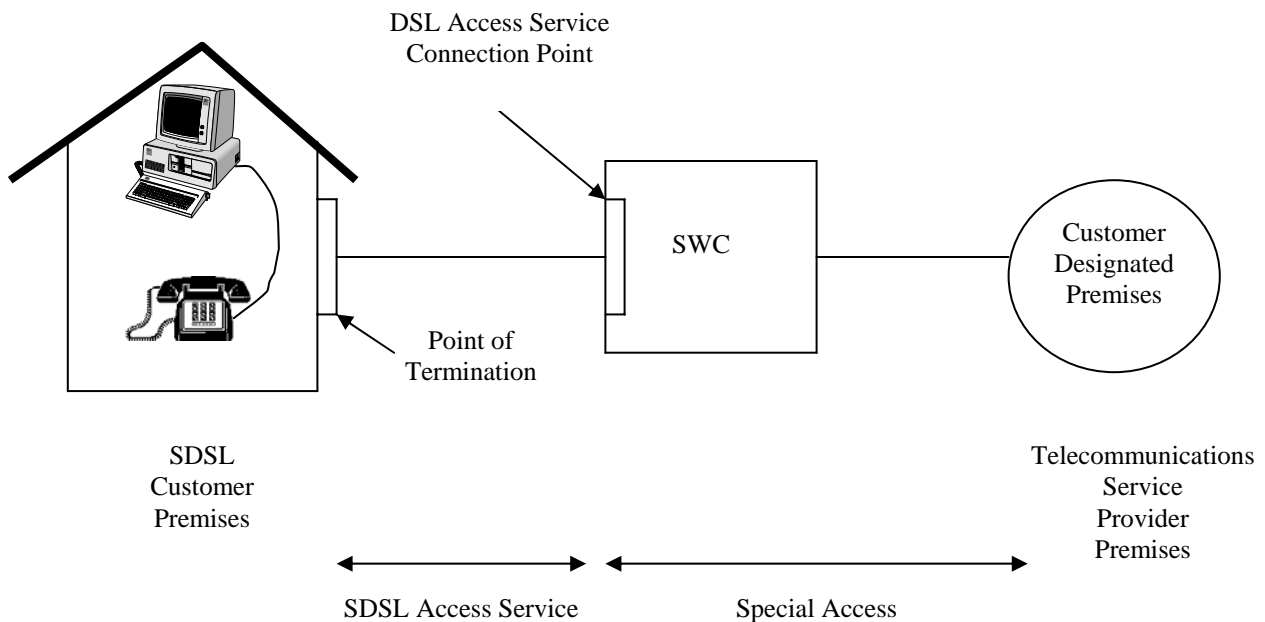 DSL Access Service
Connection Point
SWC
Customer
Designated
Premises
Point of
Termination
SDSL
Customer
Premises
Telecommunications
Service
Provider
Premises
SDSL Access Service
Special Access